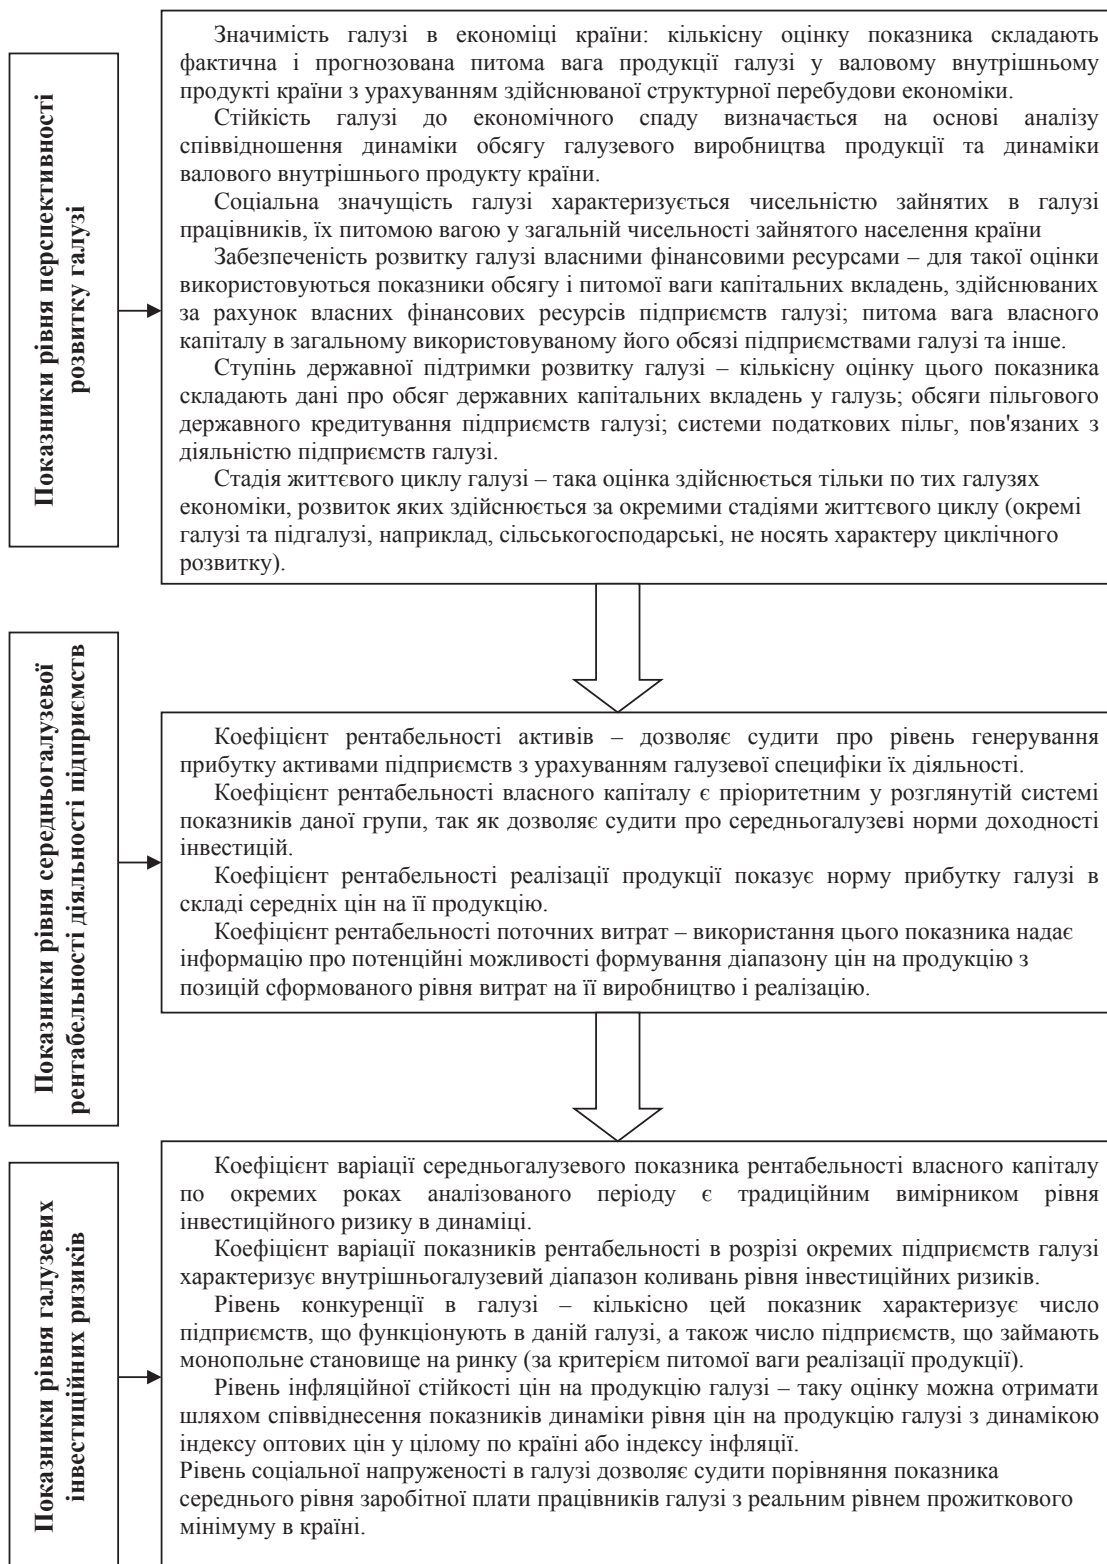 Показники рівня перспективності
розвитку галузі
Значимість галузі в економіці країни: кількісну оцінку показника складають
фактична і прогнозована питома вага продукції галузі у валовому внутрішньому
продукті країни з урахуванням здійснюваної структурної перебудови економіки.
Стійкість галузі до економічного спаду визначається на основі аналізу
співвідношення динаміки обсягу галузевого виробництва продукції та динаміки
валового внутрішнього продукту країни.
Соціальна значущість галузі характеризується чисельністю зайнятих в галузі
працівників, їх питомою вагою у загальній чисельності зайнятого населення країни
Забезпеченість розвитку галузі власними фінансовими ресурсами – для такої оцінки
використовуються показники обсягу і питомої ваги капітальних вкладень, здійснюваних
за рахунок власних фінансових ресурсів підприємств галузі; питома вага власного
капіталу в загальному використовуваному його обсязі підприємствами галузі та інше.
Ступінь державної підтримки розвитку галузі – кількісну оцінку цього показника
складають дані про обсяг державних капітальних вкладень у галузь; обсяги пільгового
державного кредитування підприємств галузі; системи податкових пільг, пов'язаних з
діяльністю підприємств галузі.
Стадія життєвого циклу галузі – така оцінка здійснюється тільки по тих галузях
економіки, розвиток яких здійснюється за окремими стадіями життєвого циклу (окремі
галузі та підгалузі, наприклад, сільськогосподарські, не носять характеру циклічного
розвитку).
Показники рівня середньогалузевої
рентабельності діяльності підприємств
Коефіцієнт рентабельності активів – дозволяє судити про рівень генерування
прибутку активами підприємств з урахуванням галузевої специфіки їх діяльності.
Коефіцієнт рентабельності власного капіталу є пріоритетним у розглянутій системі
показників даної групи, так як дозволяє судити про середньогалузеві норми доходності
інвестицій.
Коефіцієнт рентабельності реалізації продукції показує норму прибутку галузі в
складі середніх цін на її продукцію.
Коефіцієнт рентабельності поточних витрат – використання цього показника надає
інформацію про потенційні можливості формування діапазону цін на продукцію з
позицій сформованого рівня витрат на її виробництво і реалізацію.
Показники рівня галузевих
інвестиційних ризиків
Коефіцієнт варіації середньогалузевого показника рентабельності власного капіталу
по окремих роках аналізованого періоду є традиційним вимірником рівня
інвестиційного ризику в динаміці.
Коефіцієнт варіації показників рентабельності в розрізі окремих підприємств галузі
характеризує внутрішньогалузевий діапазон коливань рівня інвестиційних ризиків.
Рівень конкуренції в галузі – кількісно цей показник характеризує число
підприємств, що функціонують в даній галузі, а також число підприємств, що займають
монопольне становище на ринку (за критерієм питомої ваги реалізації продукції).
Рівень інфляційної стійкості цін на продукцію галузі – таку оцінку можна отримати
шляхом співвіднесення показників динаміки рівня цін на продукцію галузі з динамікою
індексу оптових цін у цілому по країні або індексу інфляції.
Рівень соціальної напруженості в галузі дозволяє судити порівняння показника
середнього рівня заробітної плати працівників галузі з реальним рівнем прожиткового
мінімуму в країні.